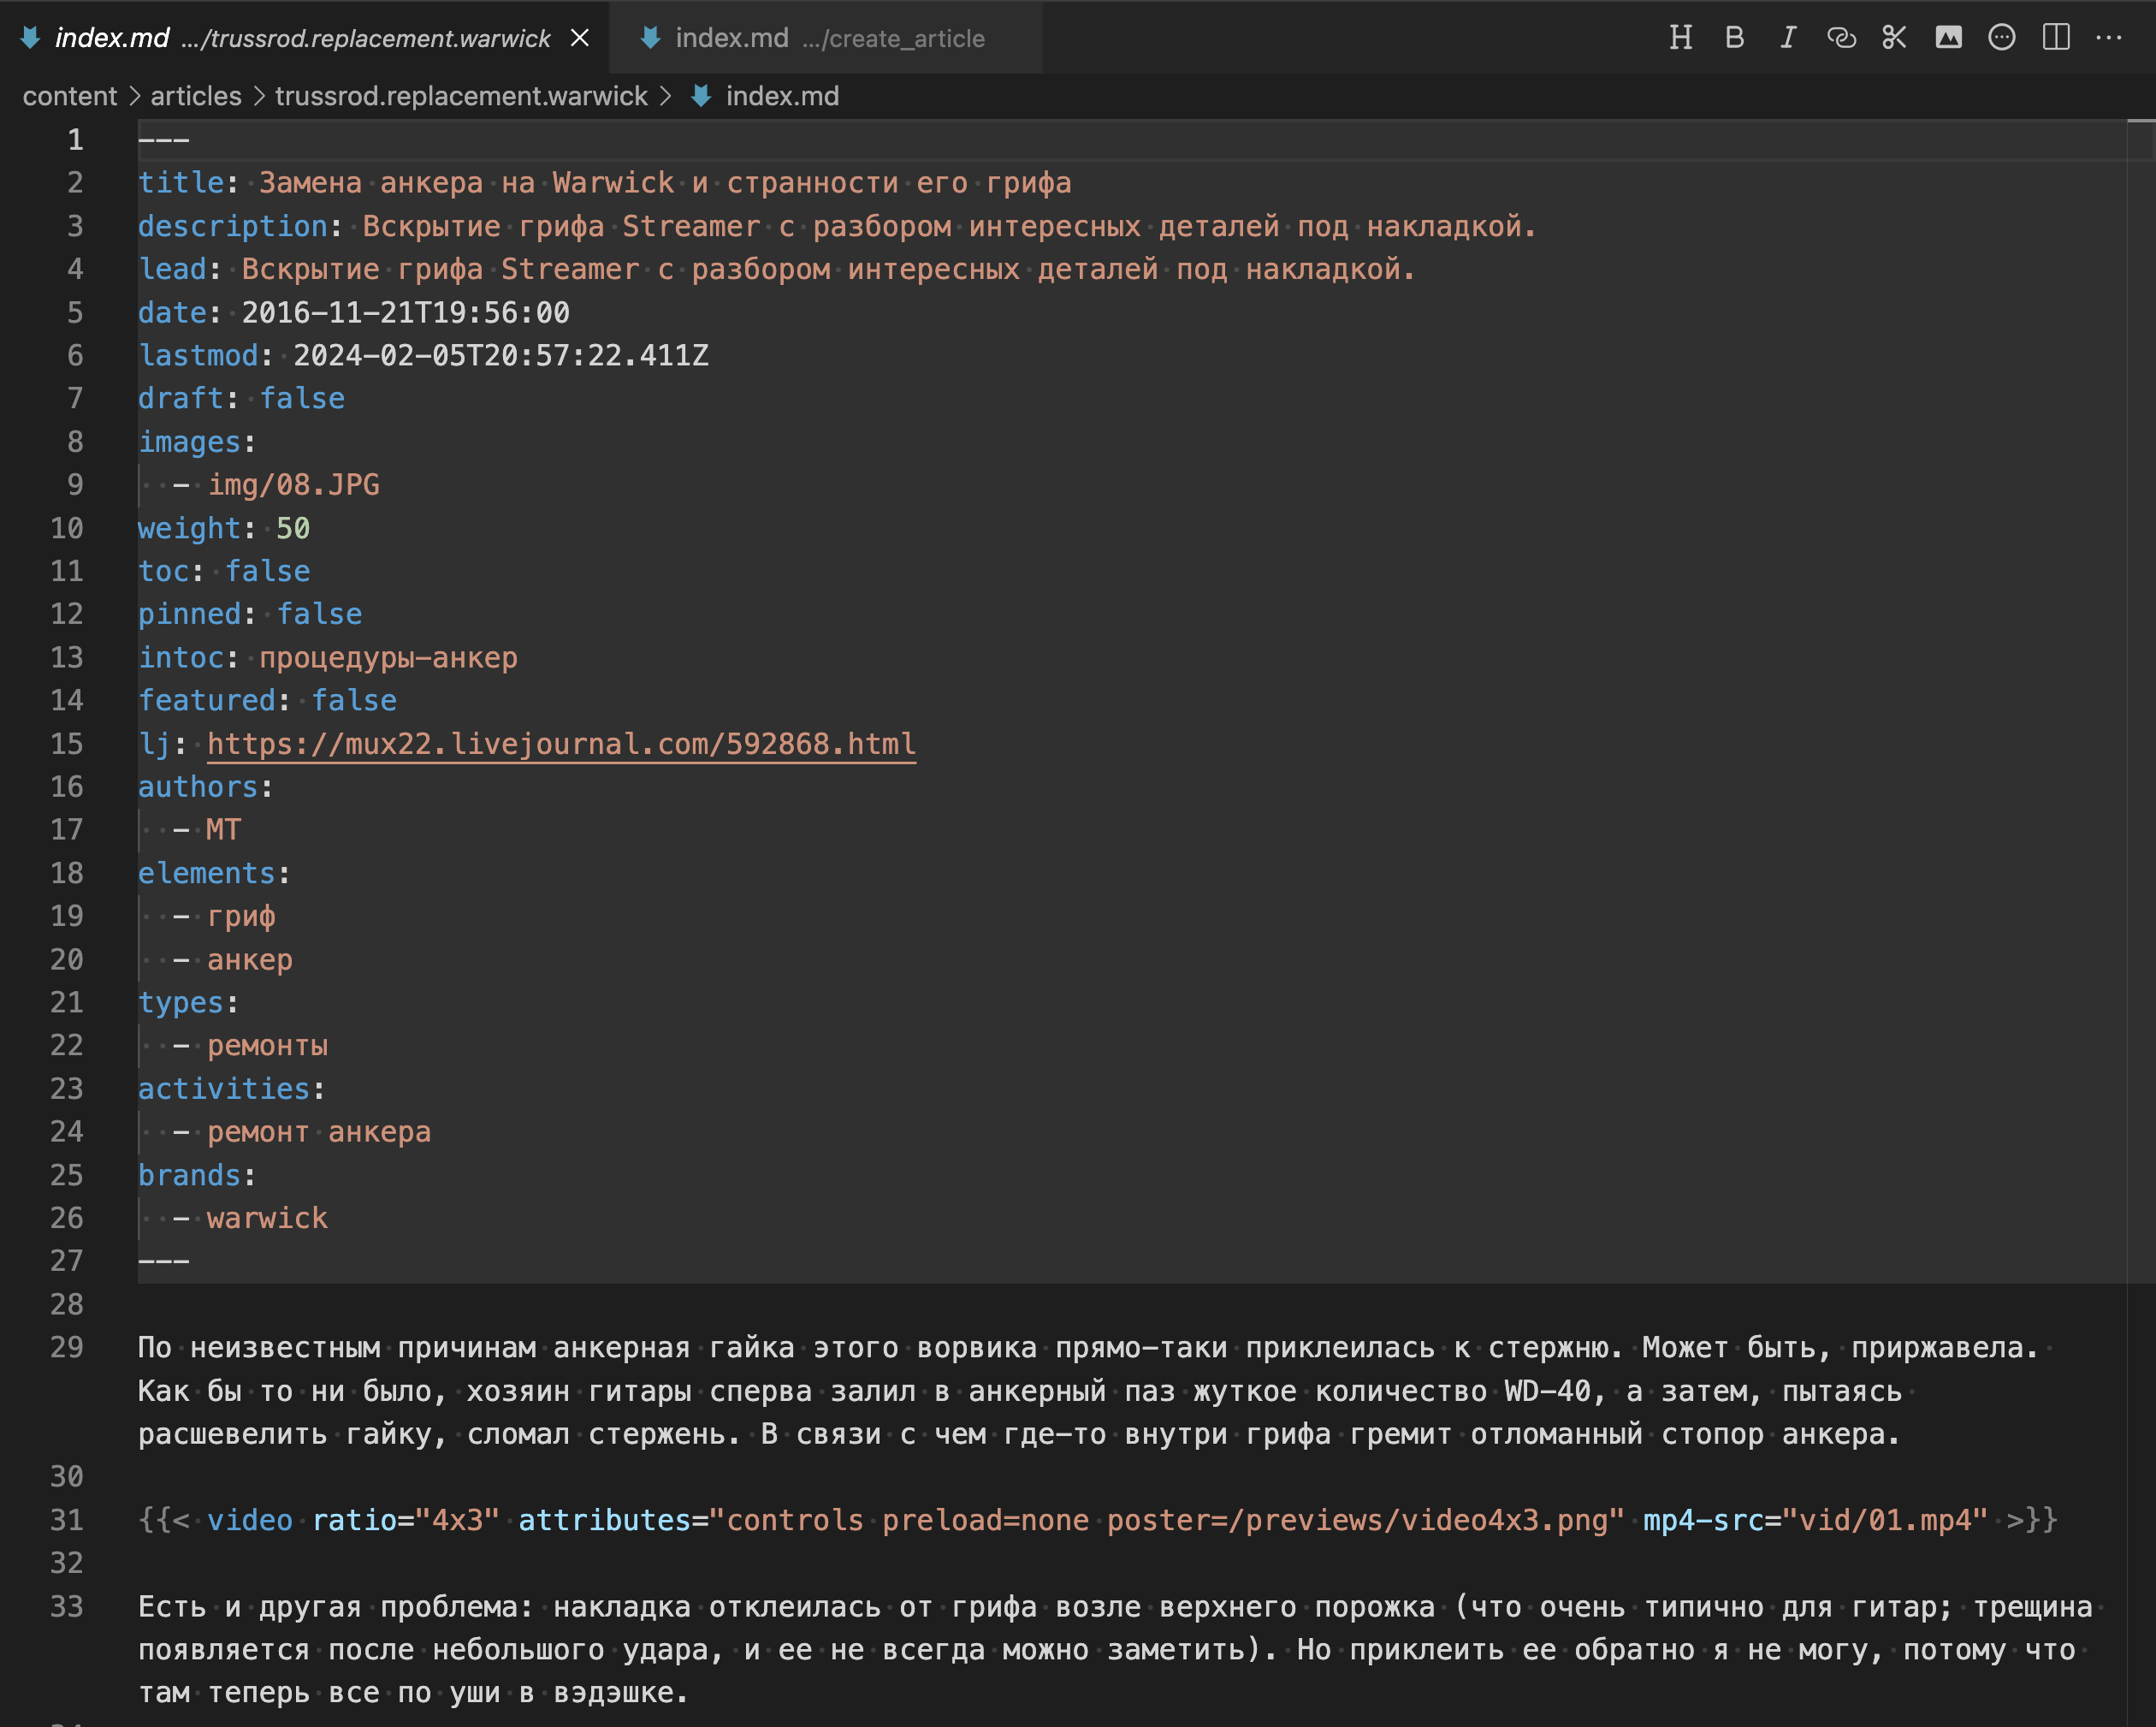 index.md .../trussrod.replacement.warwick
index.md .../create_article
content > articles > trussrod.replacement.warwick > index.md
1 ---
2 title: Замена анкера на Warwick и странности его грифа
3 description: Вскрытие грифа Streamer с разбором интересных деталей под накладкой.
4 lead: Вскрытие грифа Streamer с разбором интересных деталей под накладкой.
5 date: 2016-11-21T19:56:00
6 lastmod: 2024-02-05T20:57:22.411Z
7 draft: false
8 images:
9   - img/08.JPG
10 weight: 50
11 toc: false
12 pinned: false
13 intoc: процедуры-анкер
14 featured: false
15 lj: https://mux22.livejournal.com/592868.html
16 authors:
17   - МТ
18 elements:
19   - гриф
20   - анкер
21 types:
22   - ремонты
23 activities:
24   - ремонт анкера
25 brands:
26   - warwick
27 ---
28
29 По неизвестным причинам анкерная гайка этого ворвика прямо-таки приклеилась к стержню. Может быть, приржавела.
Как бы то ни было, хозяин гитары сперва залил в анкерный паз жуткое количество WD-40, а затем, пытаясь
расшевелить гайку, сломал стержень. В связи с чем где-то внутри грифа гремит отломанный стопор анкера.
30
31 {{< video ratio="4x3" attributes="controls preload=none poster=/previews/video4x3.png" mp4-src="vid/01.mp4" >}}
32
33 Есть и другая проблема: накладка отклеилась от грифа возле верхнего порожка (что очень типично для гитар; трещина
появляется после небольшого удара, и ее не всегда можно заметить). Но приклеить ее обратно я не могу, потому что
там теперь все по уши в вэдэшке.